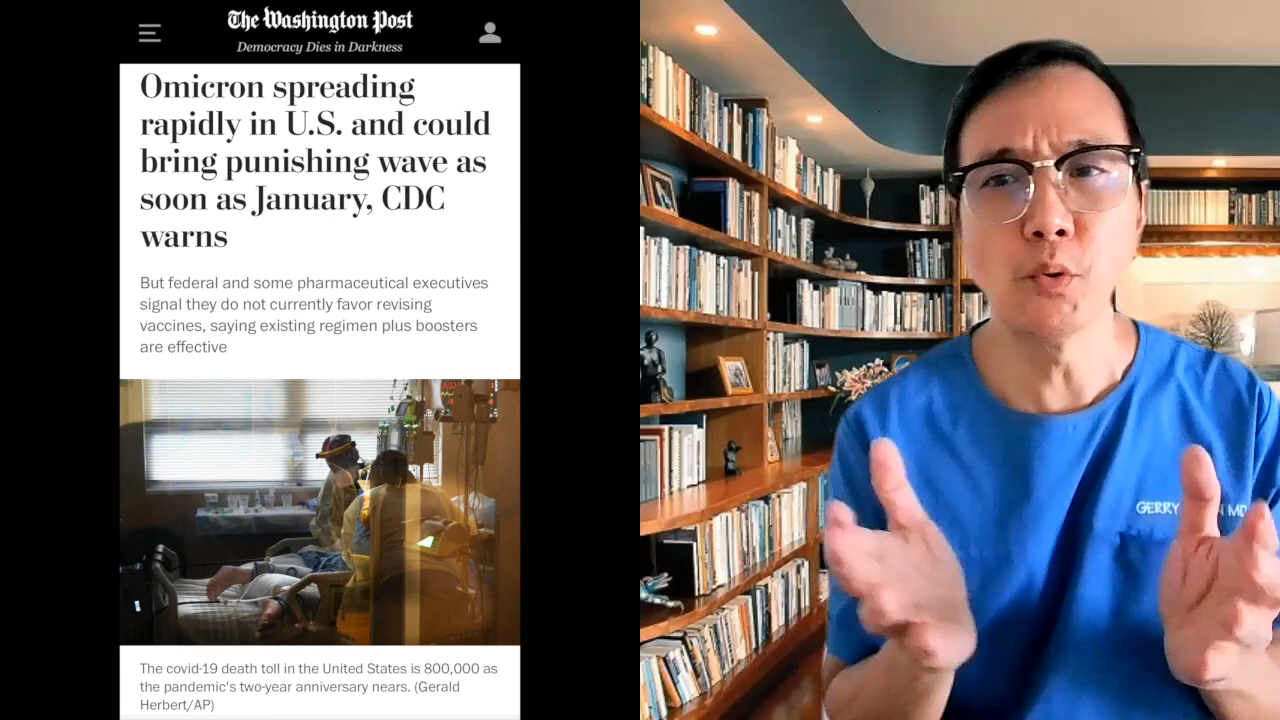 The Washington Post
Democracy Dies in Darkness
Omicron spreading
rapidly in U.S. and could
bring punishing wave as
soon as January, CDC
warns
But federal and some pharmaceutical executives
signal they do not currently favor revising
vaccines, saying existing regimen plus boosters
are effective
The covid-19 death toll in the United States is 800,000 as
the pandemic's two-year anniversary nears. (Gerald
Herbert/AP)
GERRY MD